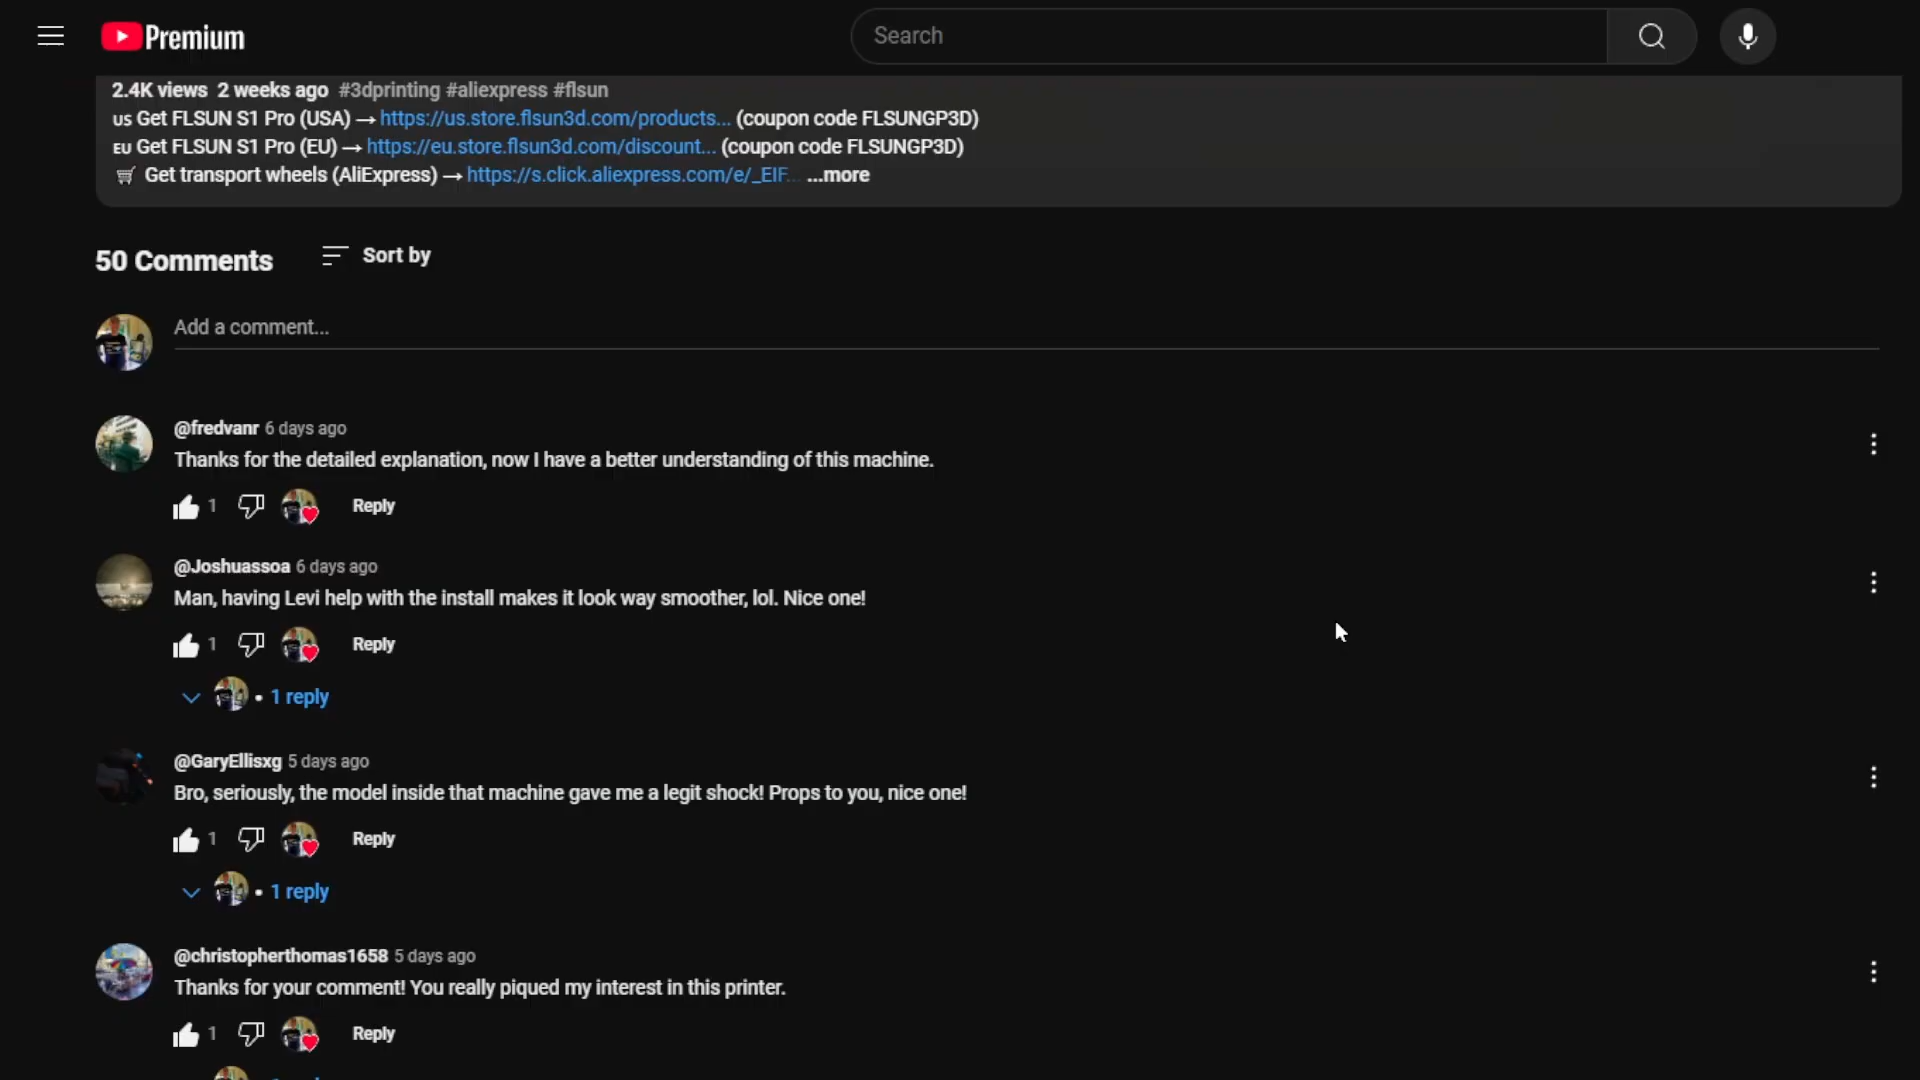 Premium
Search
2.4K views 2 weeks ago #3dprinting #aliexpress #flsun
US Get FLSUN S1 Pro (USA) → https://us.store.flsun3d.com/products... (coupon code FLSUNGP3D)
EU Get FLSUN S1 Pro (EU) → https://eu.store.flsun3d.com/discount... (coupon code FLSUNGP3D)
🛒 Get transport wheels (AliExpress) → https://s.click.aliexpress.com/e/_EIF... ...more
50 Comments
Sort by
Add a comment...
@fredvanr 6 days ago
Thanks for the detailed explanation, now I have a better understanding of this machine.
1 Reply
@Joshuassoa 6 days ago
Man, having Levi help with the install makes it look way smoother, lol. Nice one!
1 Reply
• 1 reply
@GaryEllisxg 5 days ago
Bro, seriously, the model inside that machine gave me a legit shock! Props to you, nice one!
1 Reply
• 1 reply
@christopherthomas1658 5 days ago
Thanks for your comment! You really piqued my interest in this printer.
1 Reply